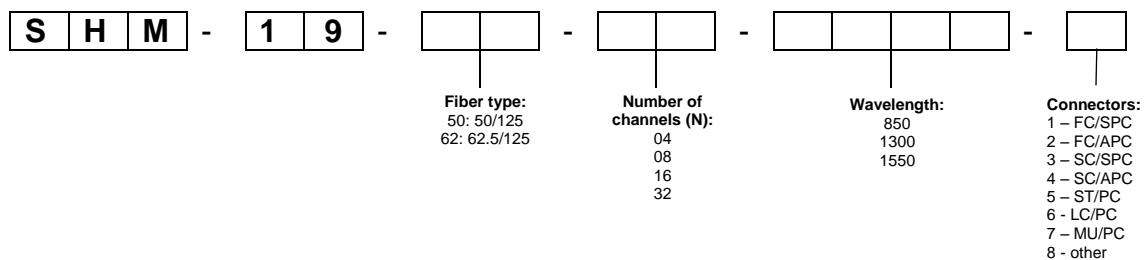 S H M - 1 9 - - - -
Fiber type:
50: 50/125
62: 62.5/125
Number of
channels (N):
04
08
16
32
Wavelength:
850
1300
1550
Connectors:
1 – FC/SPC
2 – FC/APC
3 – SC/SPC
4 – SC/APC
5 – ST/PC
6 - LC/PC
7 – MU/PC
8 - other